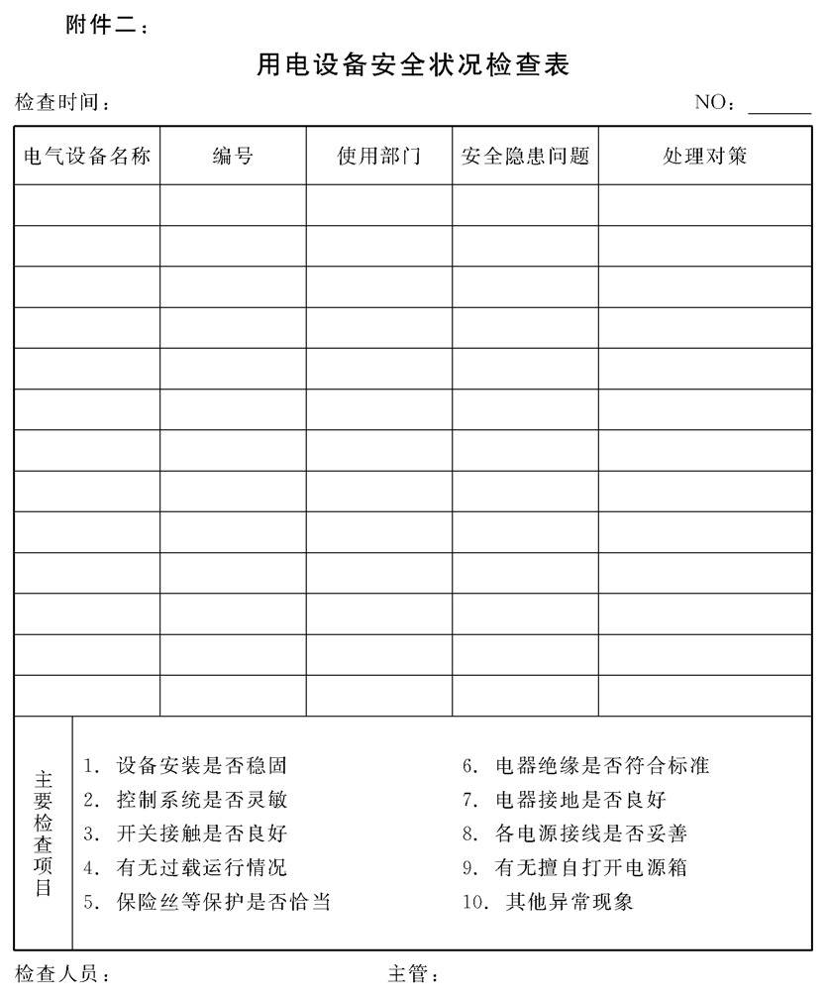 附件二：
用电设备安全状况检查表
检查时间：
NO：
电气设备名称 编号 使用部门 安全隐患问题 处理对策
主要检查项目
1. 设备安装是否稳固
2. 控制系统是否灵敏
3. 开关接触是否良好
4. 有无过载运行情况
5. 保险丝等保护是否恰当
6. 电器绝缘是否符合标准
7. 电器接地是否良好
8. 各电源接线是否妥善
9. 有无擅自打开电源箱
10. 其他异常现象
检查人员： 主管：